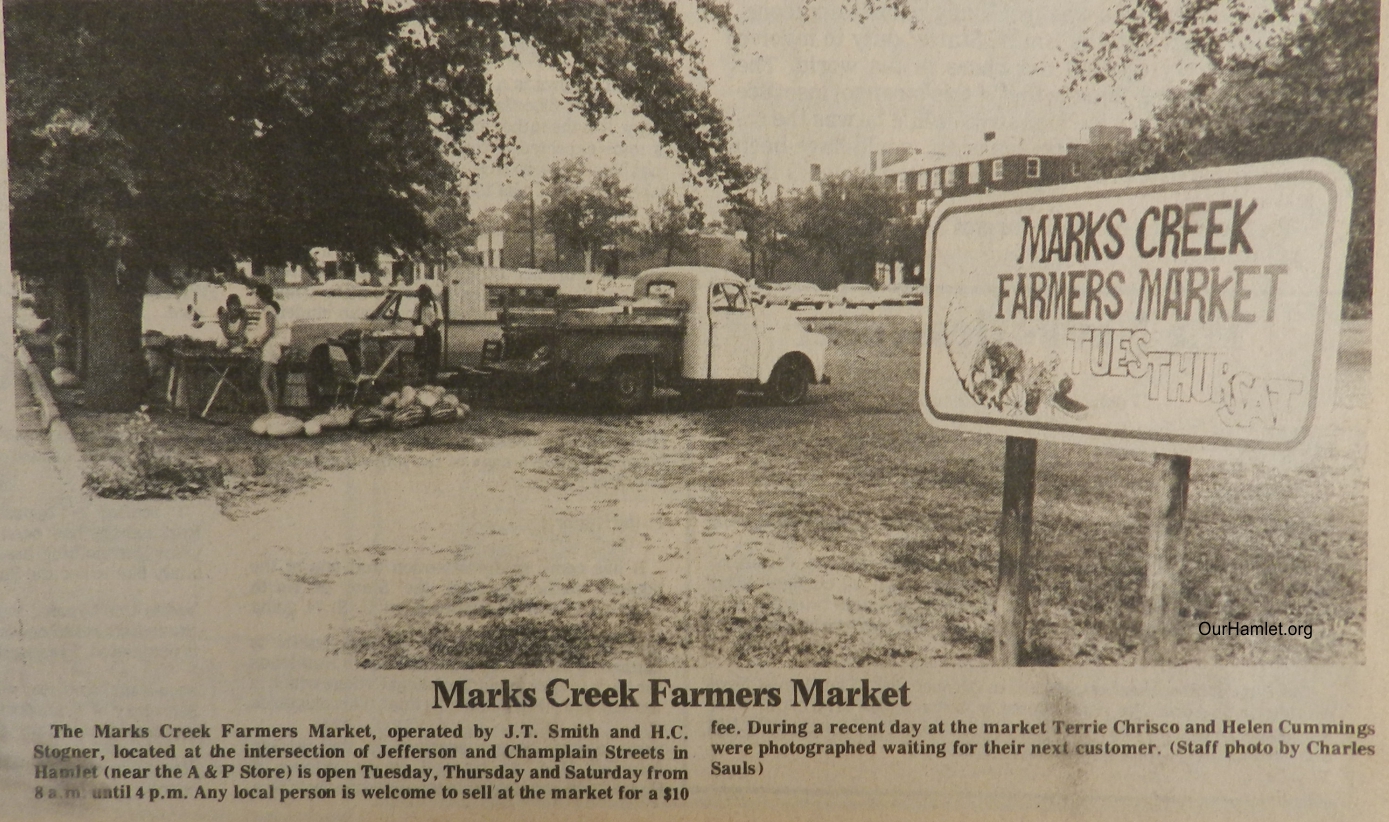 MARKS CREEK
FARMERS MARKET
TUES THUR SAT
OurHamlet.org
Marks Creek Farmers Market
The Marks Creek Farmers Market, operated by J.T. Smith and H.C.
Stogner, located at the intersection of Jefferson and Champlain Streets in
Hamlet (near the A & P Store) is open Tuesday, Thursday and Saturday from
8 a.m. until 4 p.m. Any local person is welcome to sell at the market for a $10
fee. During a recent day at the market Terrie Chrisco and Helen Cummings
were photographed waiting for their next customer. (Staff photo by Charles
Sauls)